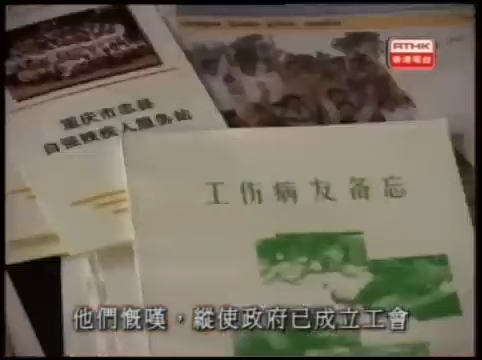 RTHK
香港電台
重庆市忠县
自强残疾人服务站
工伤病友备忘
他們慨嘆，縱使政府已成立工會